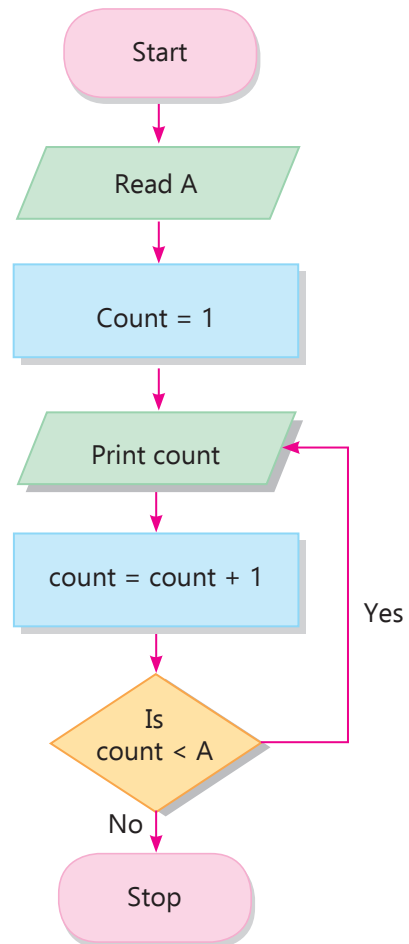 Start
Read A
Count = 1
Print count
count = count + 1
Yes
Is
count < A
No
Stop